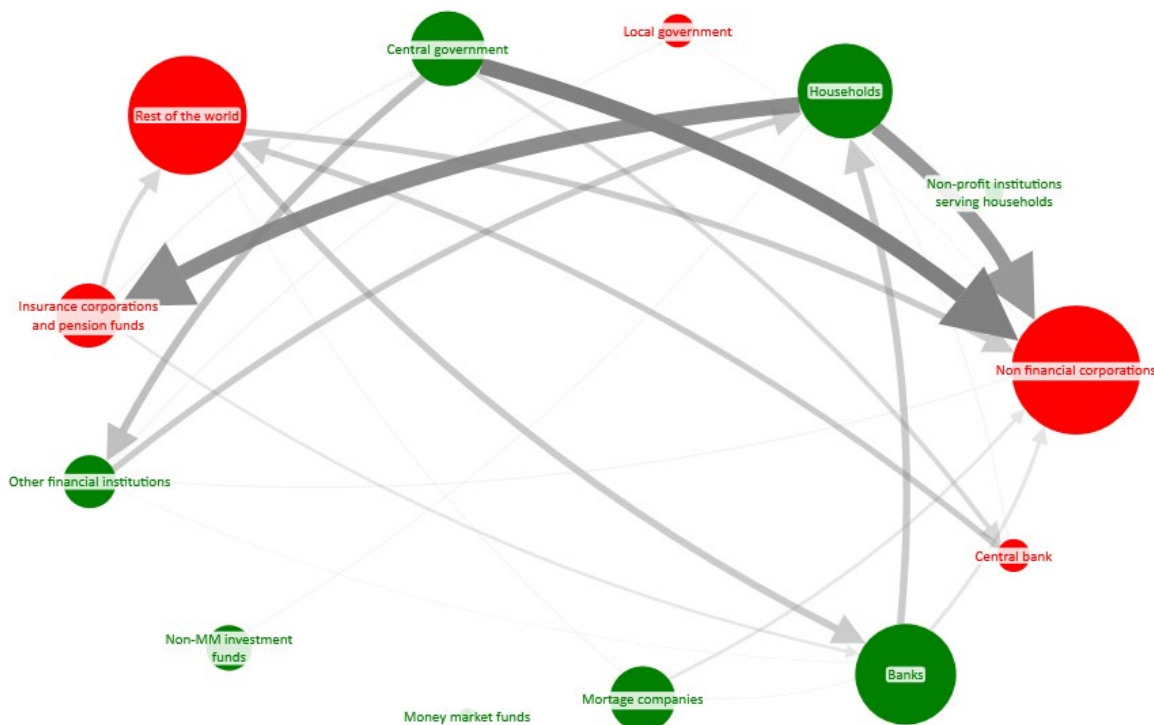 Local government
Central government
Households
Rest of the world
Non-profit institutions
serving households
Insurance corporations
and pension funds
Non financial corporations
Other financial institutions
Central bank
Non-MM investment
funds
Banks
Mortage companies
Money market funds